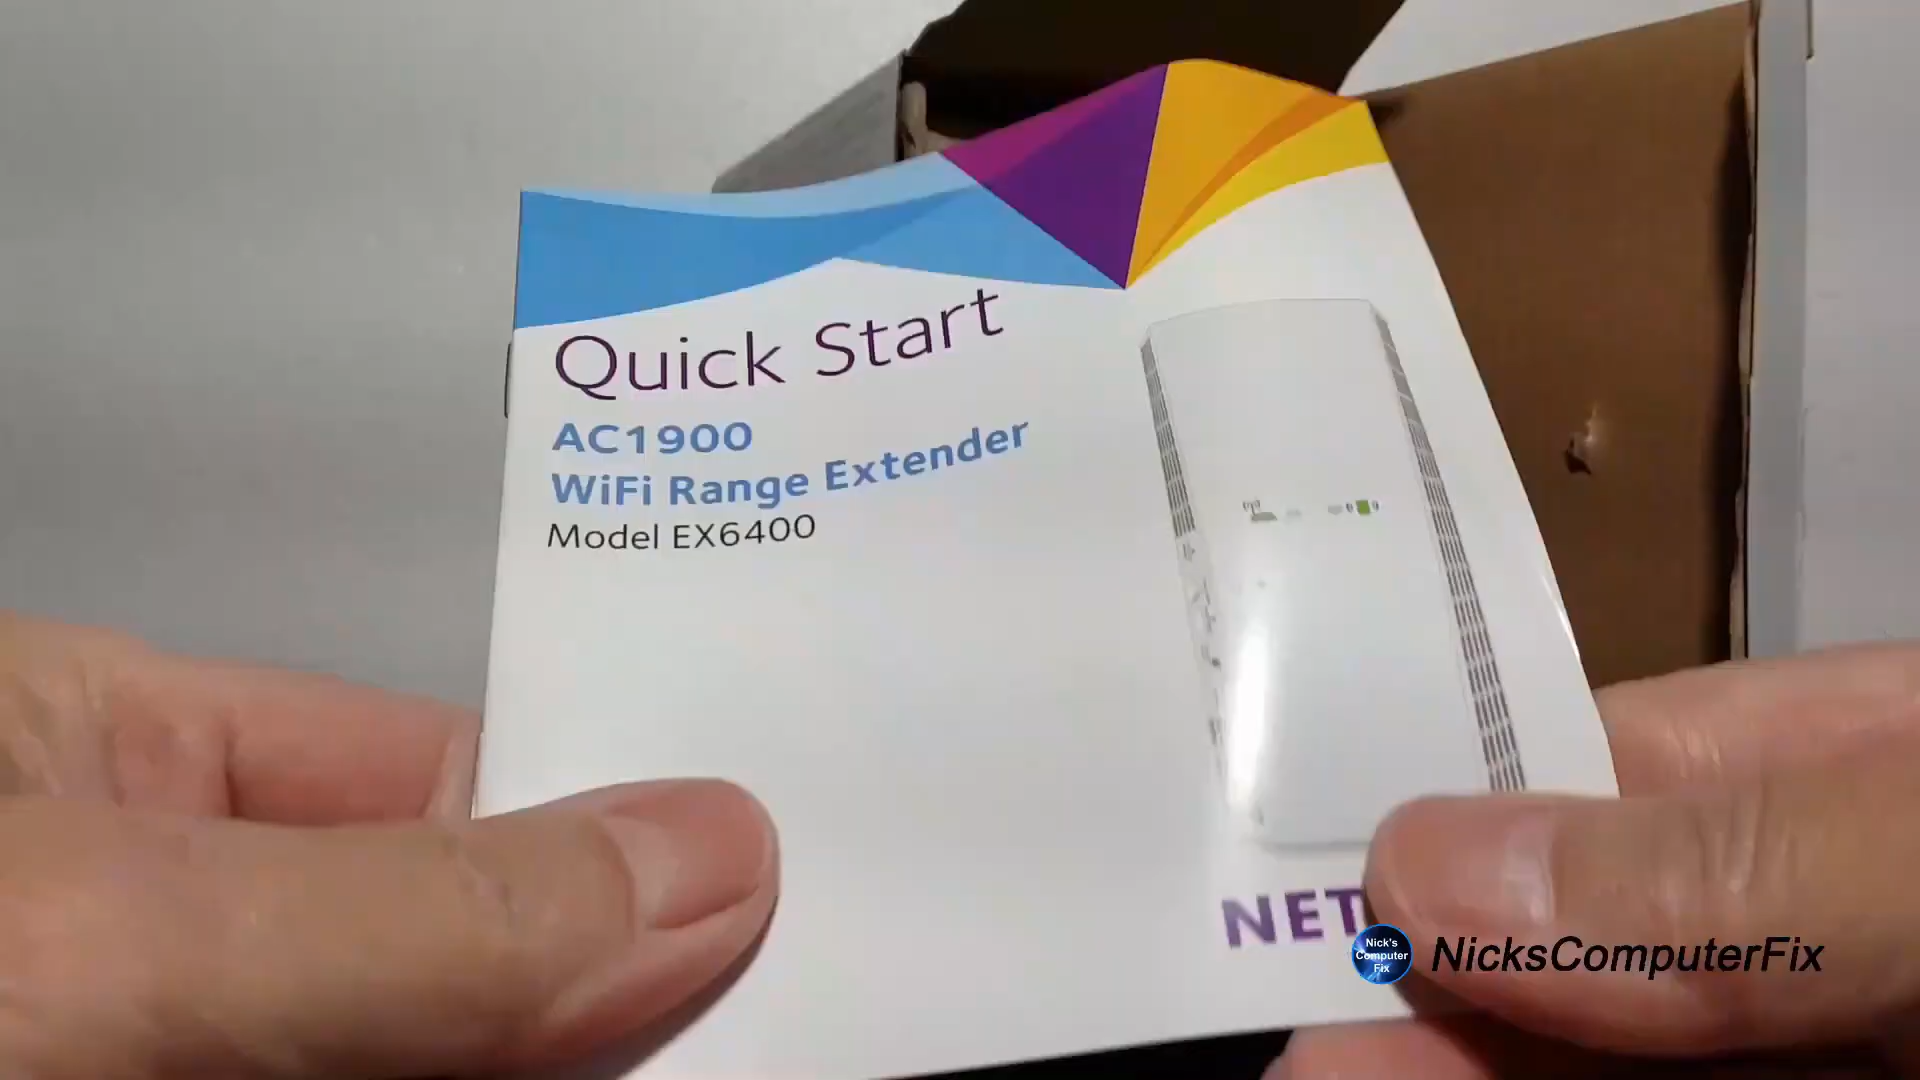 Quick Start
AC1900
WiFi Range Extender
Model EX6400
NET
Nick's
Computer
Fix
NicksComputerFix